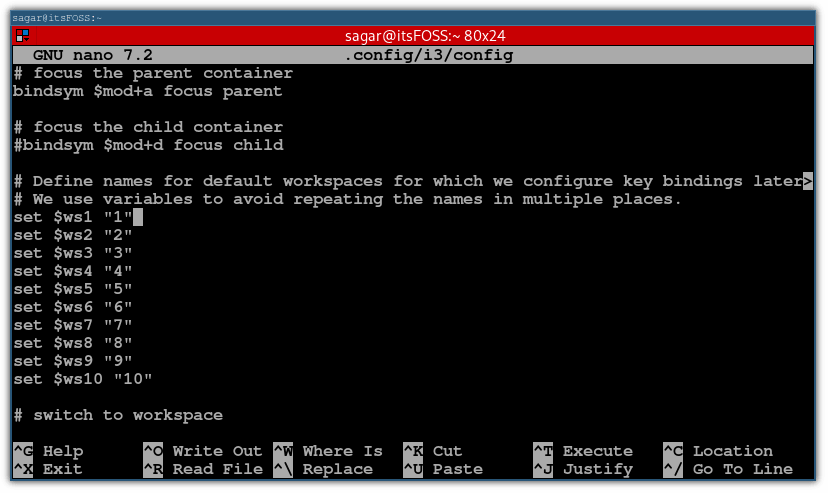 sagar@itsFOSS:~
sagar@itsFOSS:~ 80x24
GNU nano 7.2 .config/i3/config
# focus the parent container
bindsym $mod+a focus parent
# focus the child container
#bindsym $mod+d focus child
# Define names for default workspaces for which we configure key bindings later>
# We use variables to avoid repeating the names in multiple places.
set $ws1 "1"
set $ws2 "2"
set $ws3 "3"
set $ws4 "4"
set $ws5 "5"
set $ws6 "6"
set $ws7 "7"
set $ws8 "8"
set $ws9 "9"
set $ws10 "10"
# switch to workspace
^G Help ^O Write Out ^W Where Is ^K Cut ^T Execute ^C Location
^X Exit ^R Read File ^\ Replace ^U Paste ^J Justify ^/ Go To Line